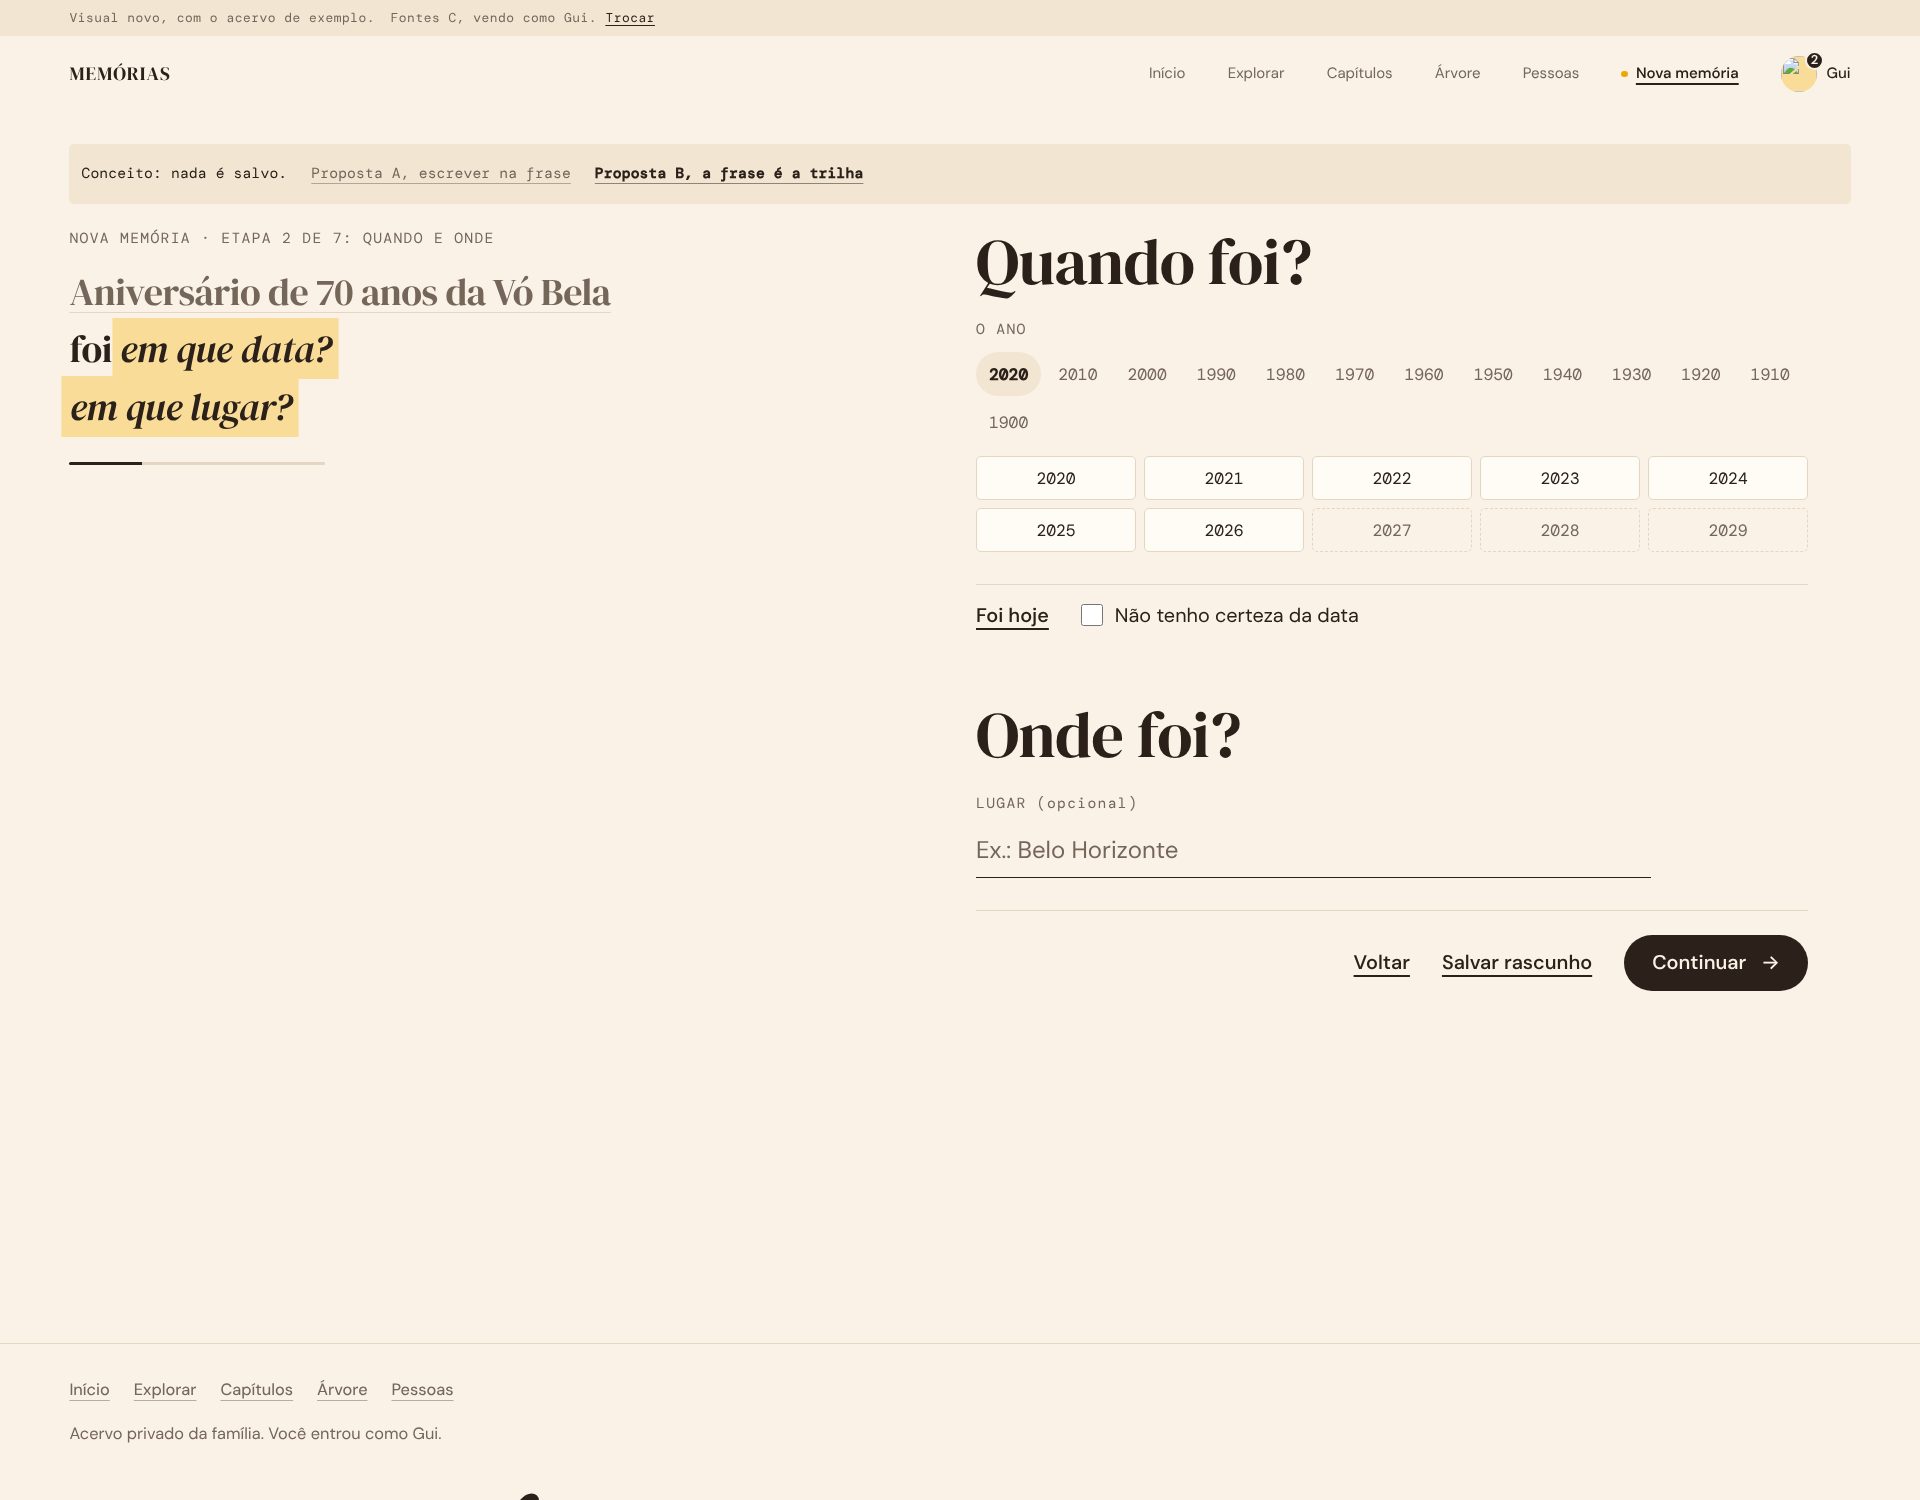 Visual novo, com o acervo de exemplo. Fontes C, vendo como Gui. Trocar
MEMÓRIAS
Início Explorar Capítulos Árvore Pessoas Nova memória 2 Gui
Conceito: nada é salvo. Proposta A, escrever na frase Proposta B, a frase é a trilha
NOVA MEMÓRIA · ETAPA 2 DE 7: QUANDO E ONDE
Aniversário de 70 anos da Vó Bela
foi em que data?
em que lugar?
Quando foi?
O ANO
2020 2010 2000 1990 1980 1970 1960 1950 1940 1930 1920 1910
1900
2020 2021 2022 2023 2024
2025 2026 2027 2028 2029
Foi hoje Não tenho certeza da data
Onde foi?
LUGAR (opcional)
Ex.: Belo Horizonte
Voltar Salvar rascunho Continuar →
Início Explorar Capítulos Árvore Pessoas
Acervo privado da família. Você entrou como Gui.